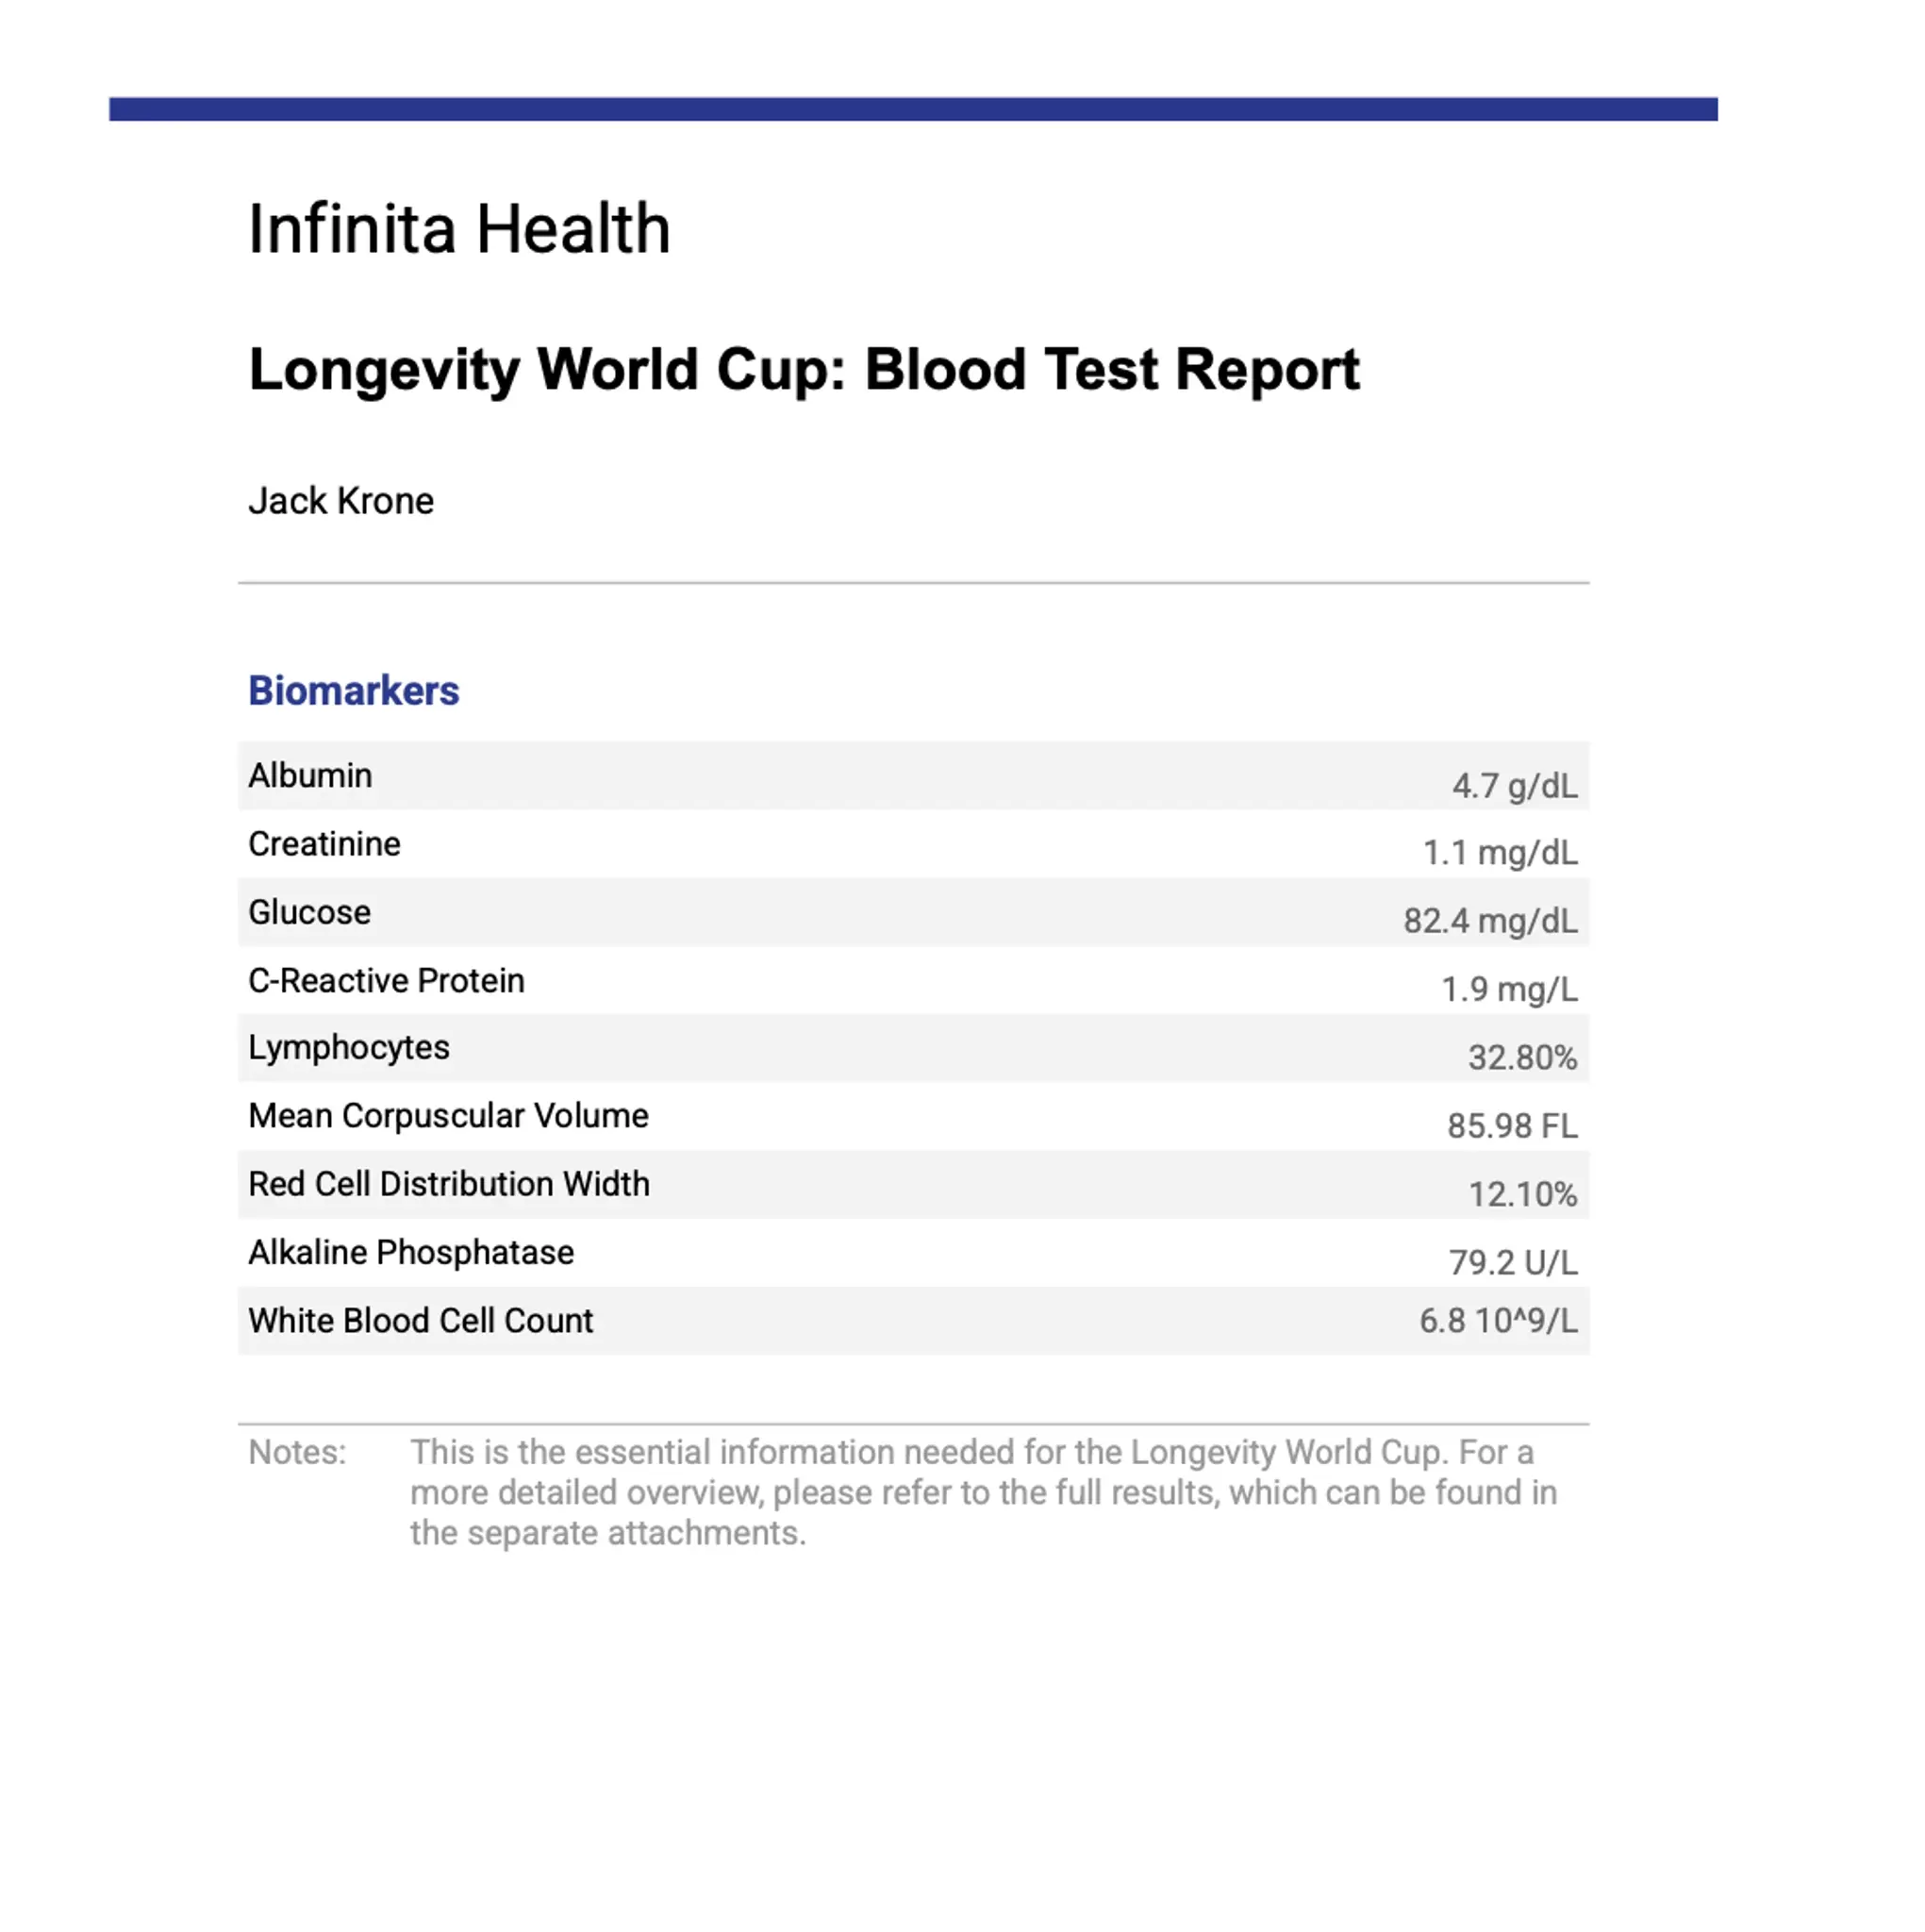 Infinita Health
Longevity World Cup: Blood Test Report
Jack Krone
Biomarkers
Albumin 4.7 g/dL
Creatinine 1.1 mg/dL
Glucose 82.4 mg/dL
C-Reactive Protein 1.9 mg/L
Lymphocytes 32.80%
Mean Corpuscular Volume 85.98 FL
Red Cell Distribution Width 12.10%
Alkaline Phosphatase 79.2 U/L
White Blood Cell Count 6.8 10^9/L
Notes: This is the essential information needed for the Longevity World Cup. For a
more detailed overview, please refer to the full results, which can be found in
the separate attachments.